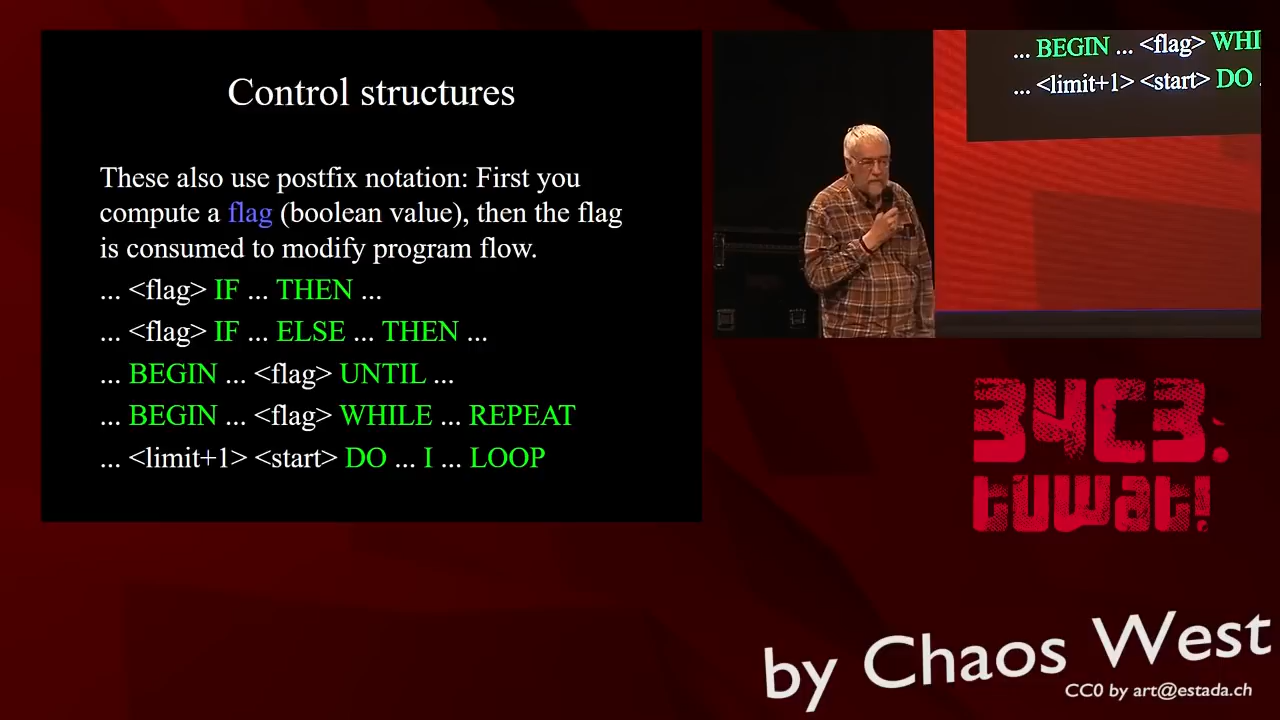 Control structures
These also use postfix notation: First you
compute a flag (boolean value), then the flag
is consumed to modify program flow.
... <flag> IF ... THEN ...
... <flag> IF ... ELSE ... THEN ...
... BEGIN ... <flag> UNTIL ...
... BEGIN ... <flag> WHILE ... REPEAT
... <limit+1> <start> DO ... I ... LOOP
... BEGIN ... <flag> WHI
... <limit+1> <start> DO .
34C3:
tuwat!
by Chaos West
CC0 by art@estada.ch